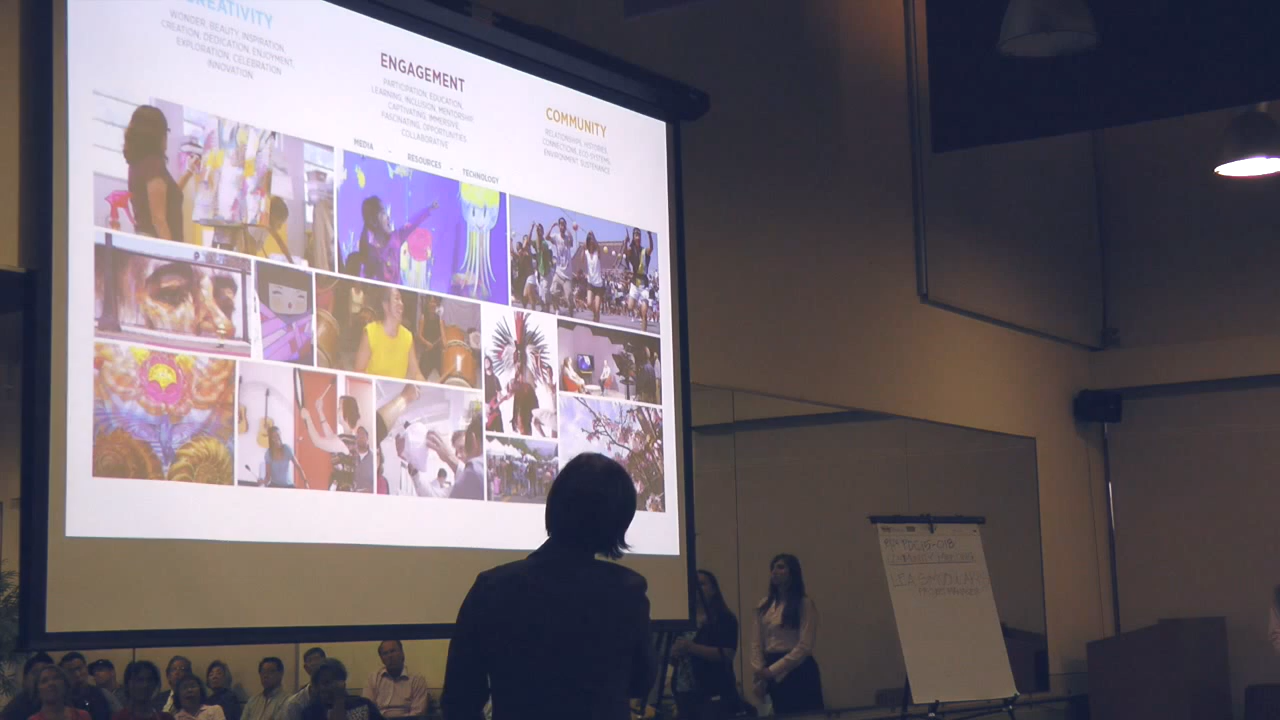 CREATIVITY
WONDER, BEAUTY, INSPIRATION,
CREATION, DEDICATION, ENJOYMENT,
EXPLORATION, CELEBRATION
INNOVATION
ENGAGEMENT
PARTICIPATION, EDUCATION,
LEARNING, INCLUSION, MENTORSHIP
CAPTIVATING, IMMERSIVE,
FASCINATING, OPPORTUNITIES
COLLABORATIVE
COMMUNITY
RELATIONSHIPS, HISTORIES,
CONNECTIONS, ECO-SYSTEMS,
ENVIRONMENT, SUSTENANCE
MEDIA - RESOURCES - TECHNOLOGY